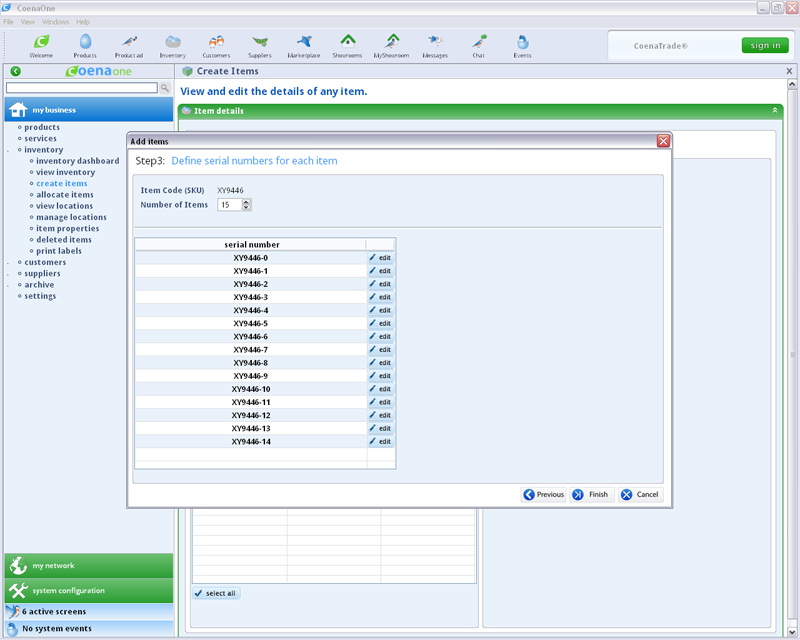 CoenaOne
File View Windows Help
Welcome Products Product ad Inventory Customers Suppliers Marketplace Showrooms MyShowroom Messages Chat Events
CoenaTrade®
sign in
Coenaone
Create Items
View and edit the details of any item.
my business
Item details
products
services
inventory
inventory dashboard
view inventory
create items
allocate items
view locations
manage locations
item properties
deleted items
print labels
customers
suppliers
archive
settings
Add items
Step3: Define serial numbers for each item
Item Code (SKU) XY9446
Number of Items 15
serial number
XY9446-0 edit
XY9446-1 edit
XY9446-2 edit
XY9446-3 edit
XY9446-4 edit
XY9446-5 edit
XY9446-6 edit
XY9446-7 edit
XY9446-8 edit
XY9446-9 edit
XY9446-10 edit
XY9446-11 edit
XY9446-12 edit
XY9446-13 edit
XY9446-14 edit
Previous Finish Cancel
select all
my network
system configuration
6 active screens
No system events